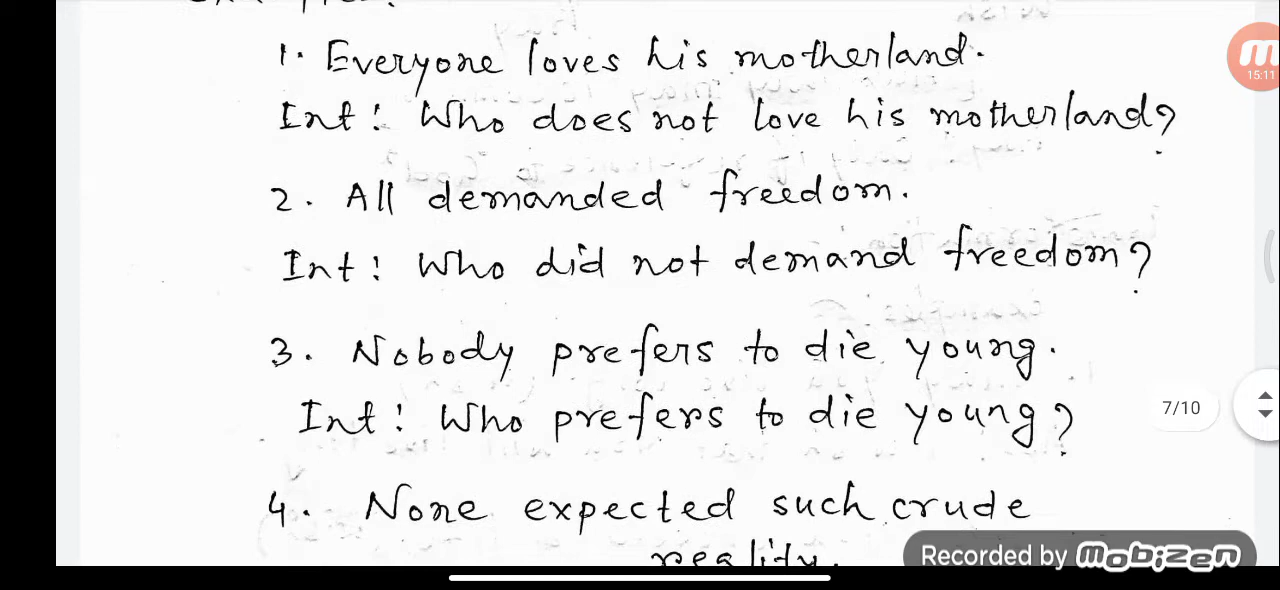 1. Everyone loves his motherland.
Int: Who does not love his motherland?
2. All demanded freedom.
Int: Who did not demand freedom?
3. Nobody prefers to die young.
Int: Who prefers to die young?
4. None expected such crude
reality.
15:11
7/10
Recorded by mobizen